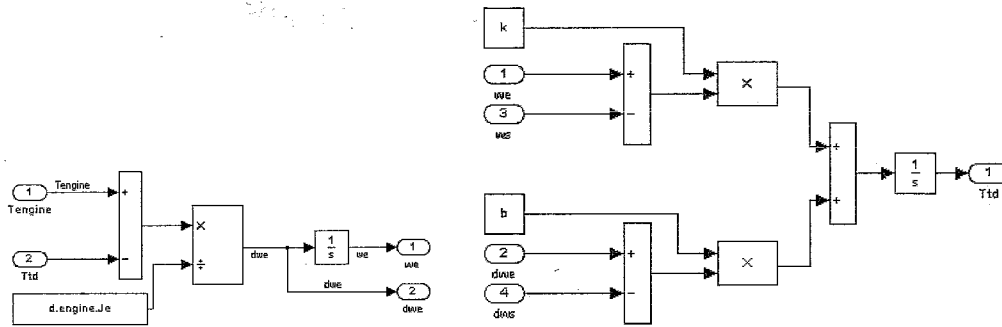 k
1
we
3
ws
+
−
×
b
2
dwe
4
dws
+
−
×
+
+
1
s
1
Ttd
1
Tengine
Tengine
2
Ttd
+
−
×
÷
d.engine.Je
dwe
1
s
we
1
we
dwe
2
dwe